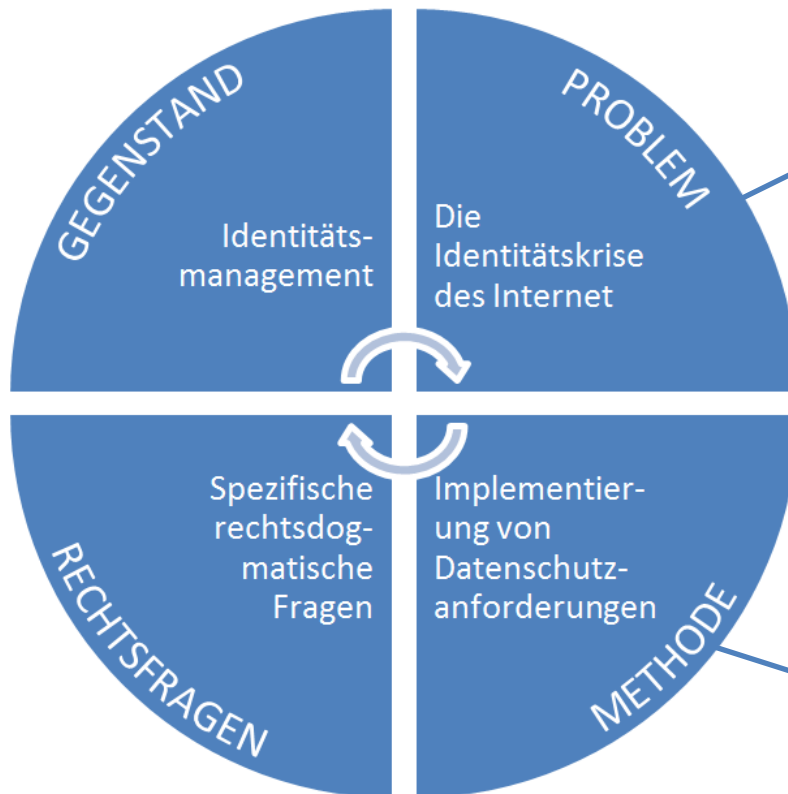 GEGENSTAND
Identitäts-
management
PROBLEM
Die
Identitätskrise
des Internet
RECHTSFRAGEN
Spezifische
rechtsdog-
matische
Fragen
METHODE
Implementier-
ung von
Datenschutz-
anforderungen